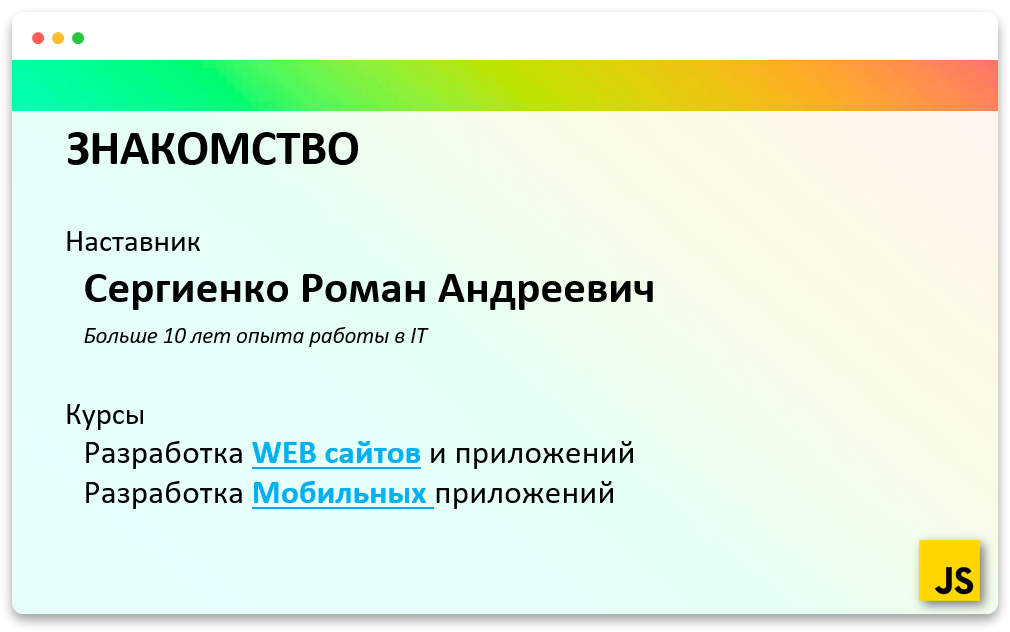 ЗНАКОМСТВО
Наставник
Сергиенко Роман Андреевич
Больше 10 лет опыта работы в IT
Курсы
Разработка WEB сайтов и приложений
Разработка Мобильных приложений
JS